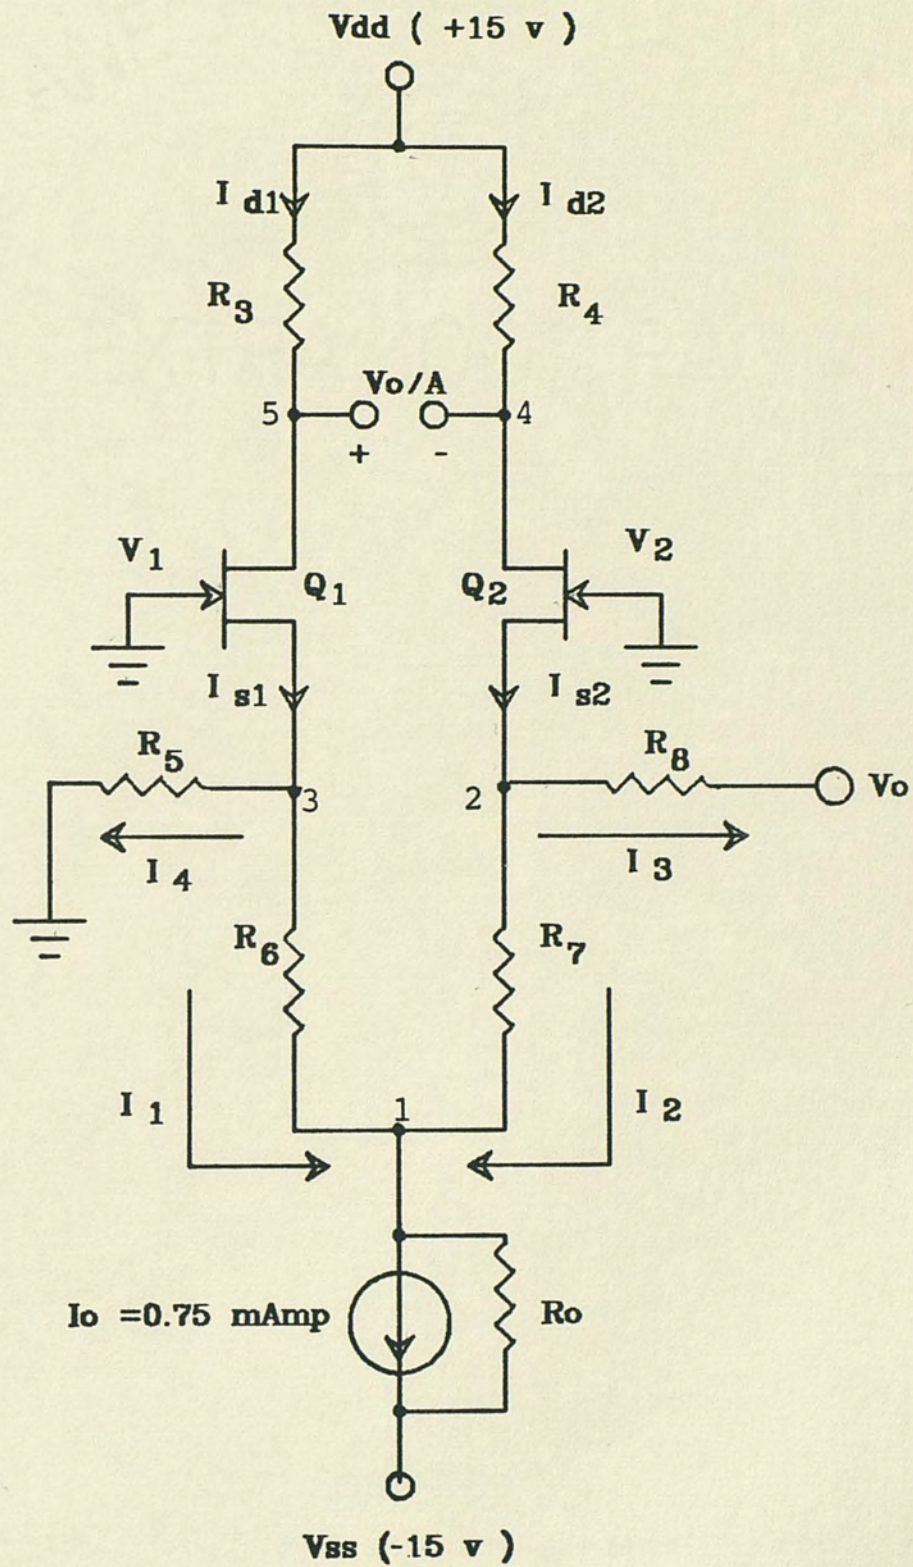 Vdd ( +15 v )
I d1
I d2
R3
R4
Vo/A
5
4
+ -
V1
V2
Q1
Q2
I s1
I s2
R5
R8
3
2
Vo
I 4
I 3
R6
R7
I 1
1
I 2
Io =0.75 mAmp
Ro
Vss (-15 v )